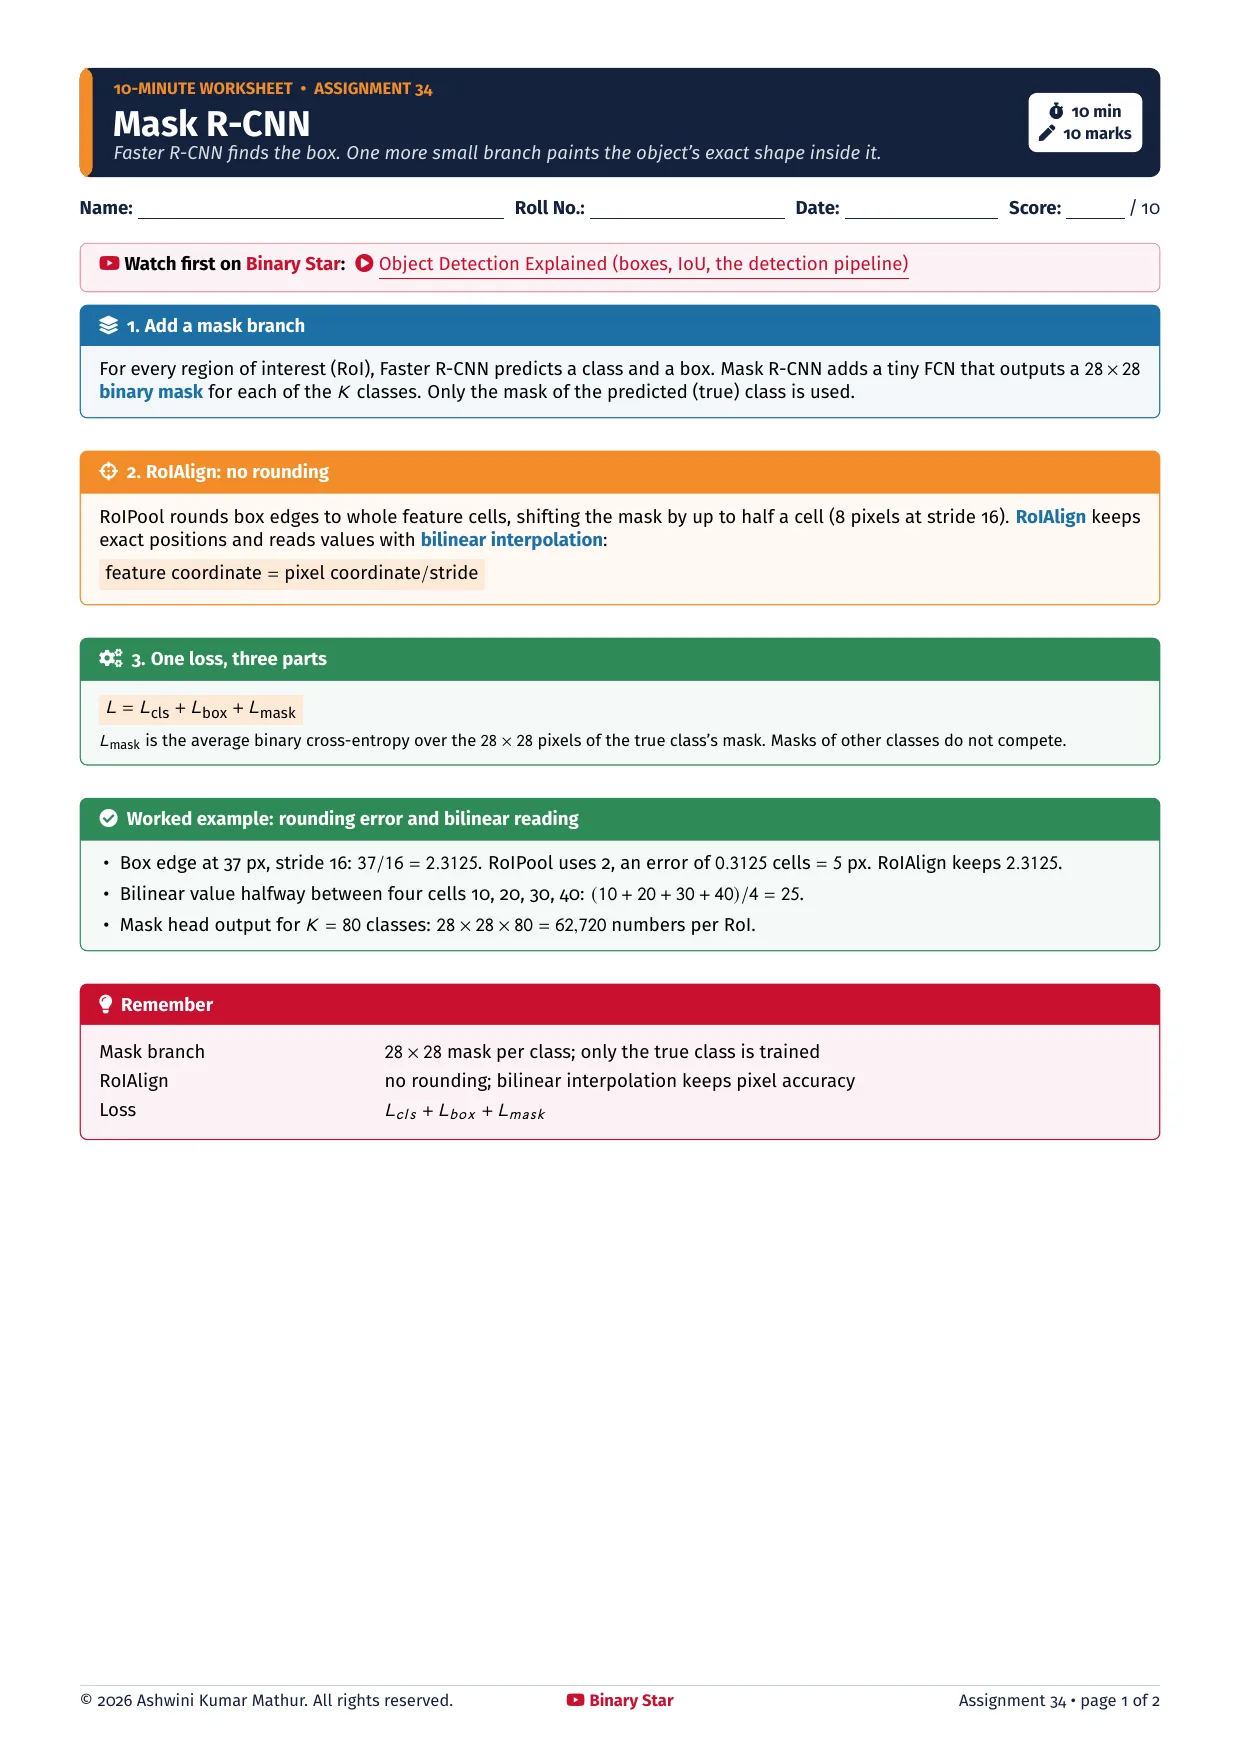 10-MINUTE WORKSHEET • ASSIGNMENT 34
Mask R-CNN
Faster R-CNN finds the box. One more small branch paints the object's exact shape inside it.
10 min
10 marks
Name: ____ Roll No.: ____ Date: ____ Score: ____ / 10
Watch first on Binary Star: Object Detection Explained (boxes, IoU, the detection pipeline)
1. Add a mask branch
For every region of interest (RoI), Faster R-CNN predicts a class and a box. Mask R-CNN adds a tiny FCN that outputs a 28 × 28
binary mask for each of the K classes. Only the mask of the predicted (true) class is used.
2. RoIAlign: no rounding
RoIPool rounds box edges to whole feature cells, shifting the mask by up to half a cell (8 pixels at stride 16). RoIAlign keeps
exact positions and reads values with bilinear interpolation:
feature coordinate = pixel coordinate/stride
3. One loss, three parts
L = L_cls + L_box + L_mask
L_mask is the average binary cross-entropy over the 28 × 28 pixels of the true class's mask. Masks of other classes do not compete.
Worked example: rounding error and bilinear reading
• Box edge at 37 px, stride 16: 37/16 = 2.3125. RoIPool uses 2, an error of 0.3125 cells = 5 px. RoIAlign keeps 2.3125.
• Bilinear value halfway between four cells 10, 20, 30, 40: (10 + 20 + 30 + 40)/4 = 25.
• Mask head output for K = 80 classes: 28 × 28 × 80 = 62,720 numbers per RoI.
Remember
Mask branch 28 × 28 mask per class; only the true class is trained
RoIAlign no rounding; bilinear interpolation keeps pixel accuracy
Loss L_cls + L_box + L_mask
© 2026 Ashwini Kumar Mathur. All rights reserved. Binary Star Assignment 34 • page 1 of 2